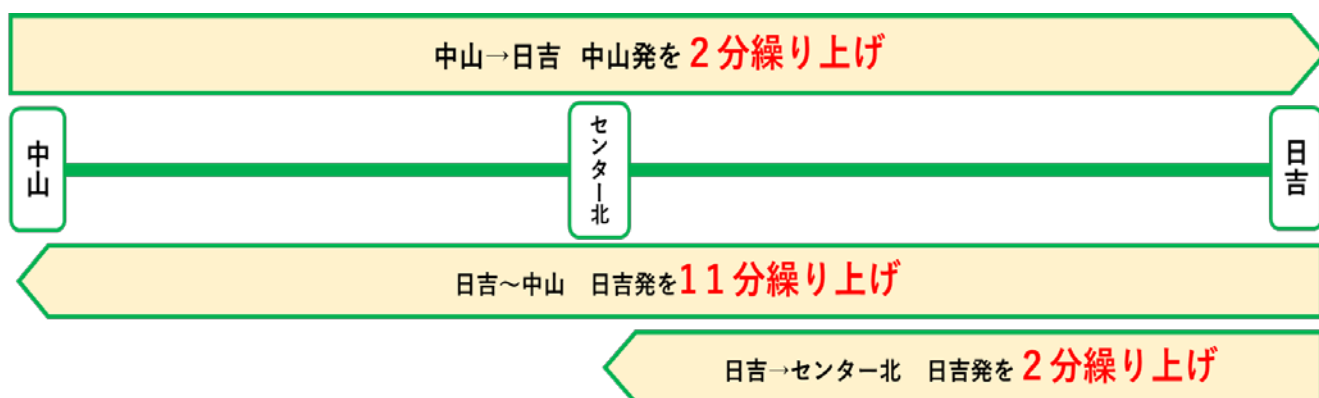 中山→日吉 中山発を2分繰り上げ
中山
センター北
日吉
日吉～中山 日吉発を11分繰り上げ
日吉→センター北 日吉発を2分繰り上げ